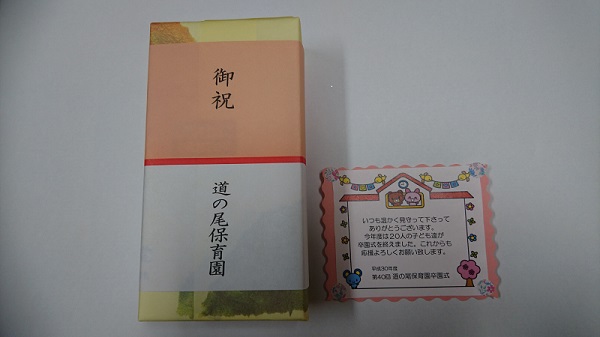 御祝
道の尾保育園
いつも温かく見守って下さって
ありがとうございます。
今年度は20人の子ども達が
卒園式を終えました。これからも
応援よろしくお願い致します。
平成30年度
第40回 道の尾保育園卒園式